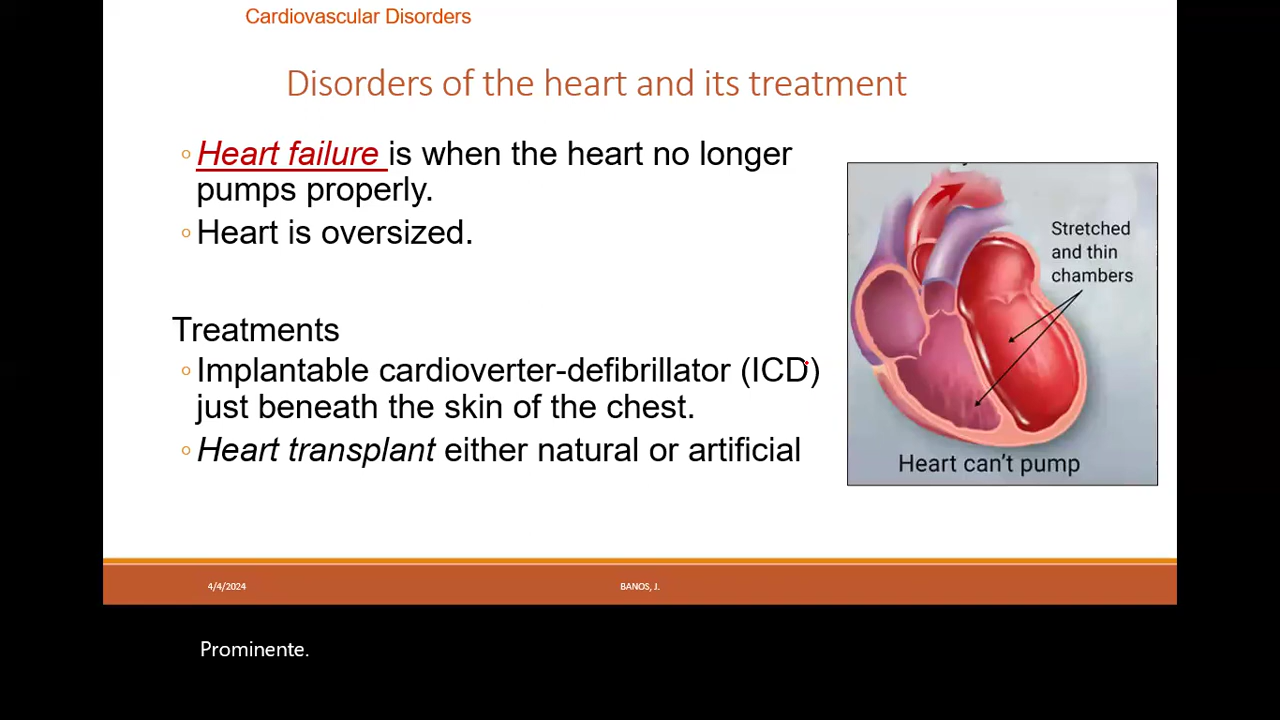 Cardiovascular Disorders
Disorders of the heart and its treatment
Heart failure is when the heart no longer
pumps properly.
Heart is oversized.
Treatments
Implantable cardioverter-defibrillator (ICD)
just beneath the skin of the chest.
Heart transplant either natural or artificial
Stretched
and thin
chambers
Heart can't pump
4/4/2024
BANOS, J.
Prominente.